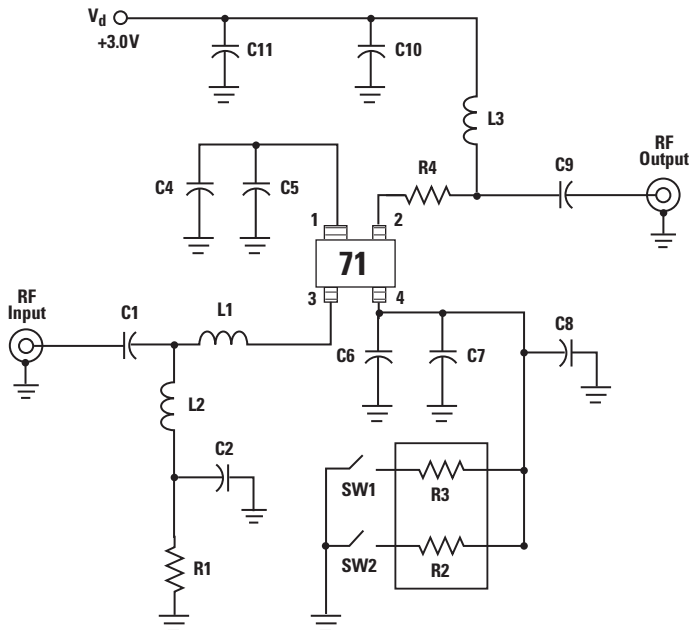 Vd
+3.0V
C11
C10
L3
RF
Output
C9
R4
C4
C5
1
2
71
3
4
RF
Input
C1
L1
C6
C7
C8
L2
C2
SW1
R3
R1
SW2
R2